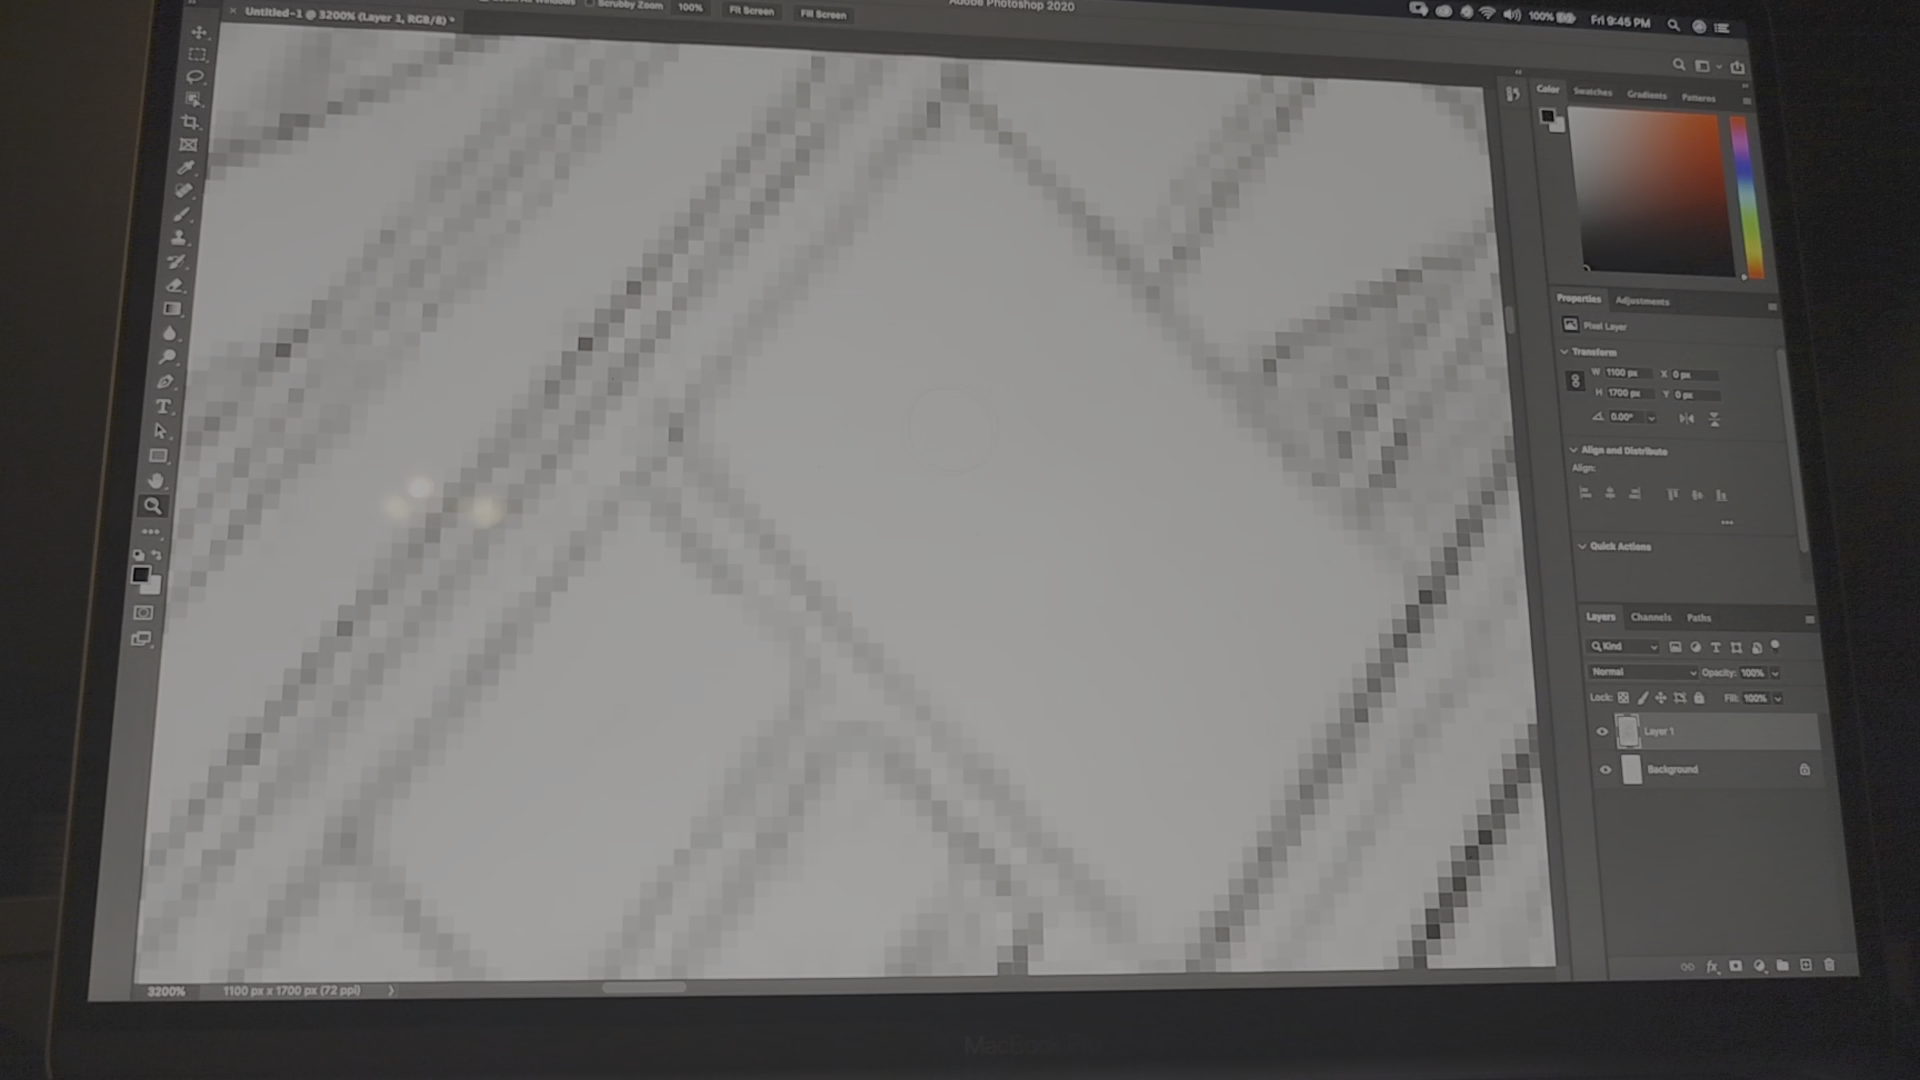 Adobe Photoshop 2020
100% Fri 9:45 PM
Scrubby Zoom 100% Fit Screen Fill Screen
× Untitled-1 @ 3200% (Layer 1, RGB/8) *
Color Swatches Gradients Patterns
Properties Adjustments
Pixel Layer
Transform
W 1100 px X 0 px
H 1700 px Y 0 px
0.00°
Align and Distribute
Align:
Quick Actions
Layers Channels Paths
Kind
Normal Opacity: 100%
Lock: Fill: 100%
Layer 1
Background
fx
3200% 1100 px x 1700 px (72 ppi)
MacBook